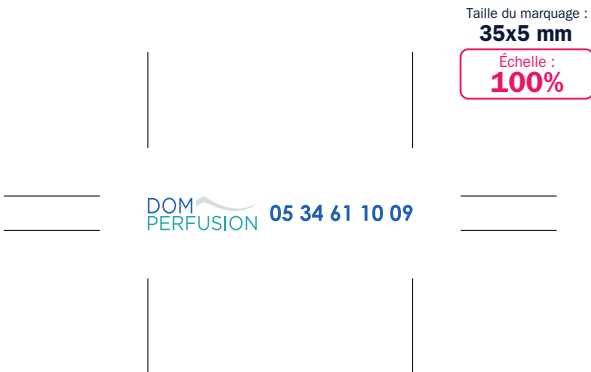 Taille du marquage :
35x5 mm
Échelle :
100%
DOM
PERFUSION
05 34 61 10 09